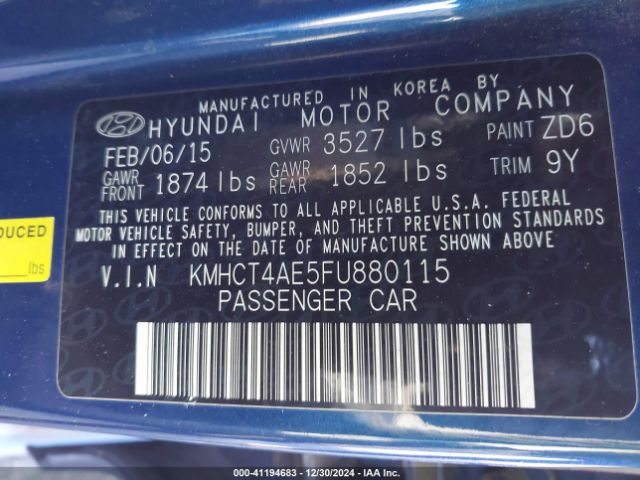 MANUFACTURED IN KOREA BY
HYUNDAI MOTOR COMPANY
FEB/06/15 GVWR 3527 lbs PAINT ZD6
GAWR FRONT 1874 lbs GAWR REAR 1852 lbs TRIM 9Y
THIS VEHICLE CONFORMS TO ALL APPLICABLE U.S.A. FEDERAL
MOTOR VEHICLE SAFETY, BUMPER, AND THEFT PREVENTION STANDARDS
IN EFFECT ON THE DATE OF MANUFACTURE SHOWN ABOVE
V.I.N KMHCT4AE5FU880115
PASSENGER CAR
DUCED
lbs
000-41194683 - 12/30/2024 - IAA Inc.